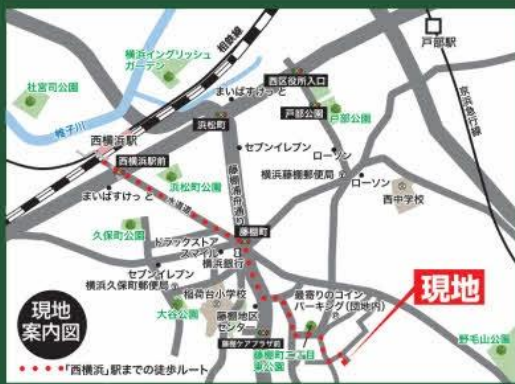 相鉄線
横浜イングリッシュ
ガーデン
戸部駅
社宮司公園
西区役所入口
まいばすけっと
戸部公園
戸部公園
京浜急行線
帷子川
浜松町
西横浜駅
セブンイレブン
ローソン
西横浜駅前
横浜藤棚郵便局
ローソン
まいばすけっと
浜松町公園
藤棚浦舟通り
西中学校
水道道
久保町公園
藤棚町
ドラックストア
スマイル
横浜銀行
セブンイレブン
横浜久保町郵便局
稲荷台小学校
最寄りのコイン
パーキング(団地内)
現地
現地
案内図
大谷公園
藤棚地区
センター
藤棚ケアプラザ前
藤棚町二丁目
東公園
野毛山公園
「西横浜」駅までの徒歩ルート